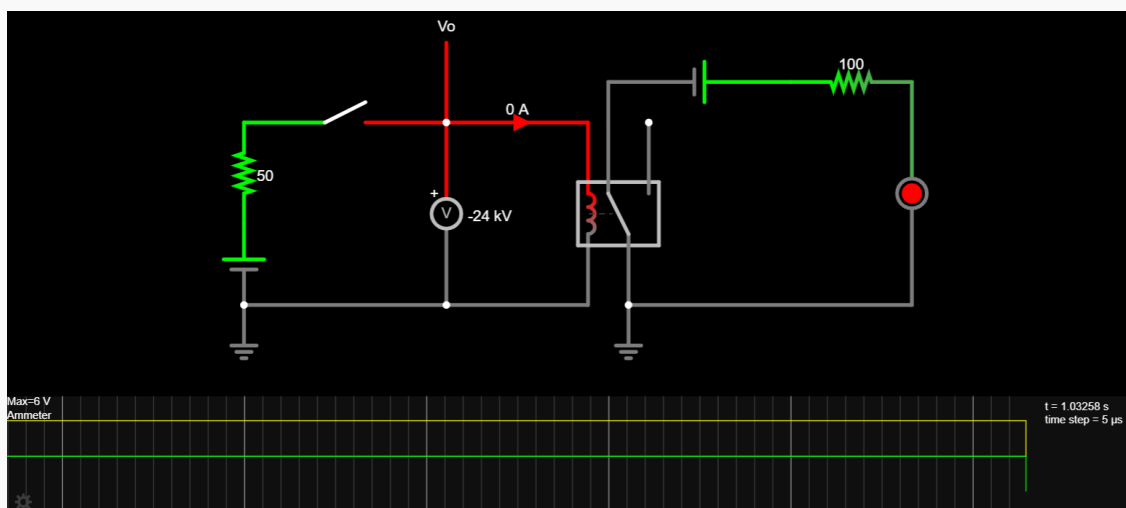 Vo
100
0 A
50
+
V
-24 kV
Max=6 V
Ammeter
t = 1.03258 s
time step = 5 µs